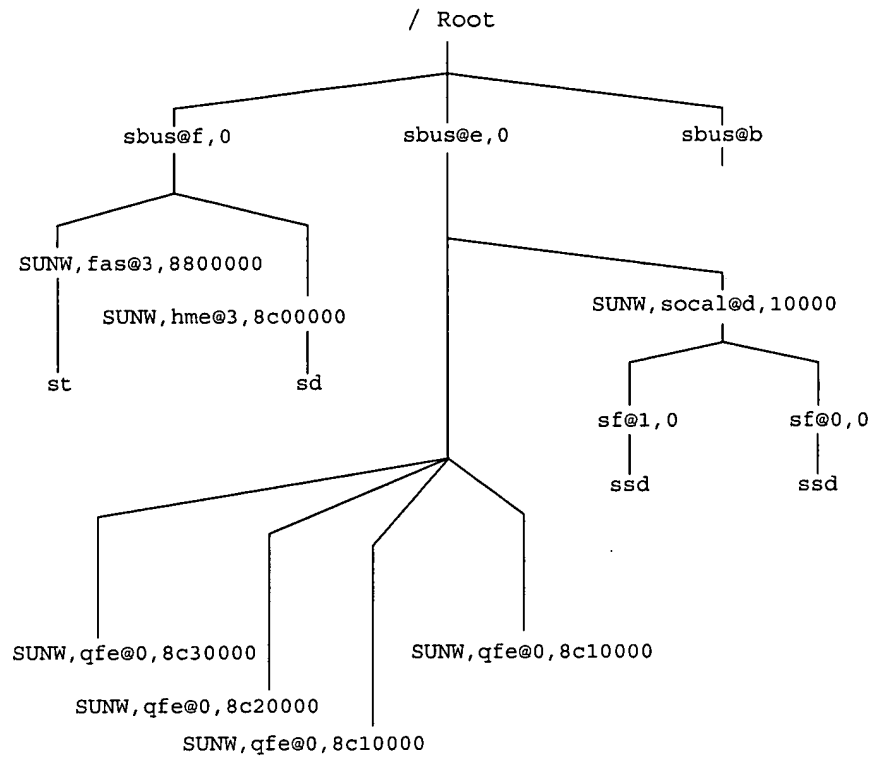 / Root
sbus@f,0
sbus@e,0
sbus@b
SUNW,fas@3,8800000
SUNW,hme@3,8c00000
SUNW,socal@d,10000
st
sd
sf@1,0
sf@0,0
ssd
ssd
SUNW,qfe@0,8c30000
SUNW,qfe@0,8c10000
SUNW,qfe@0,8c20000
SUNW,qfe@0,8c10000